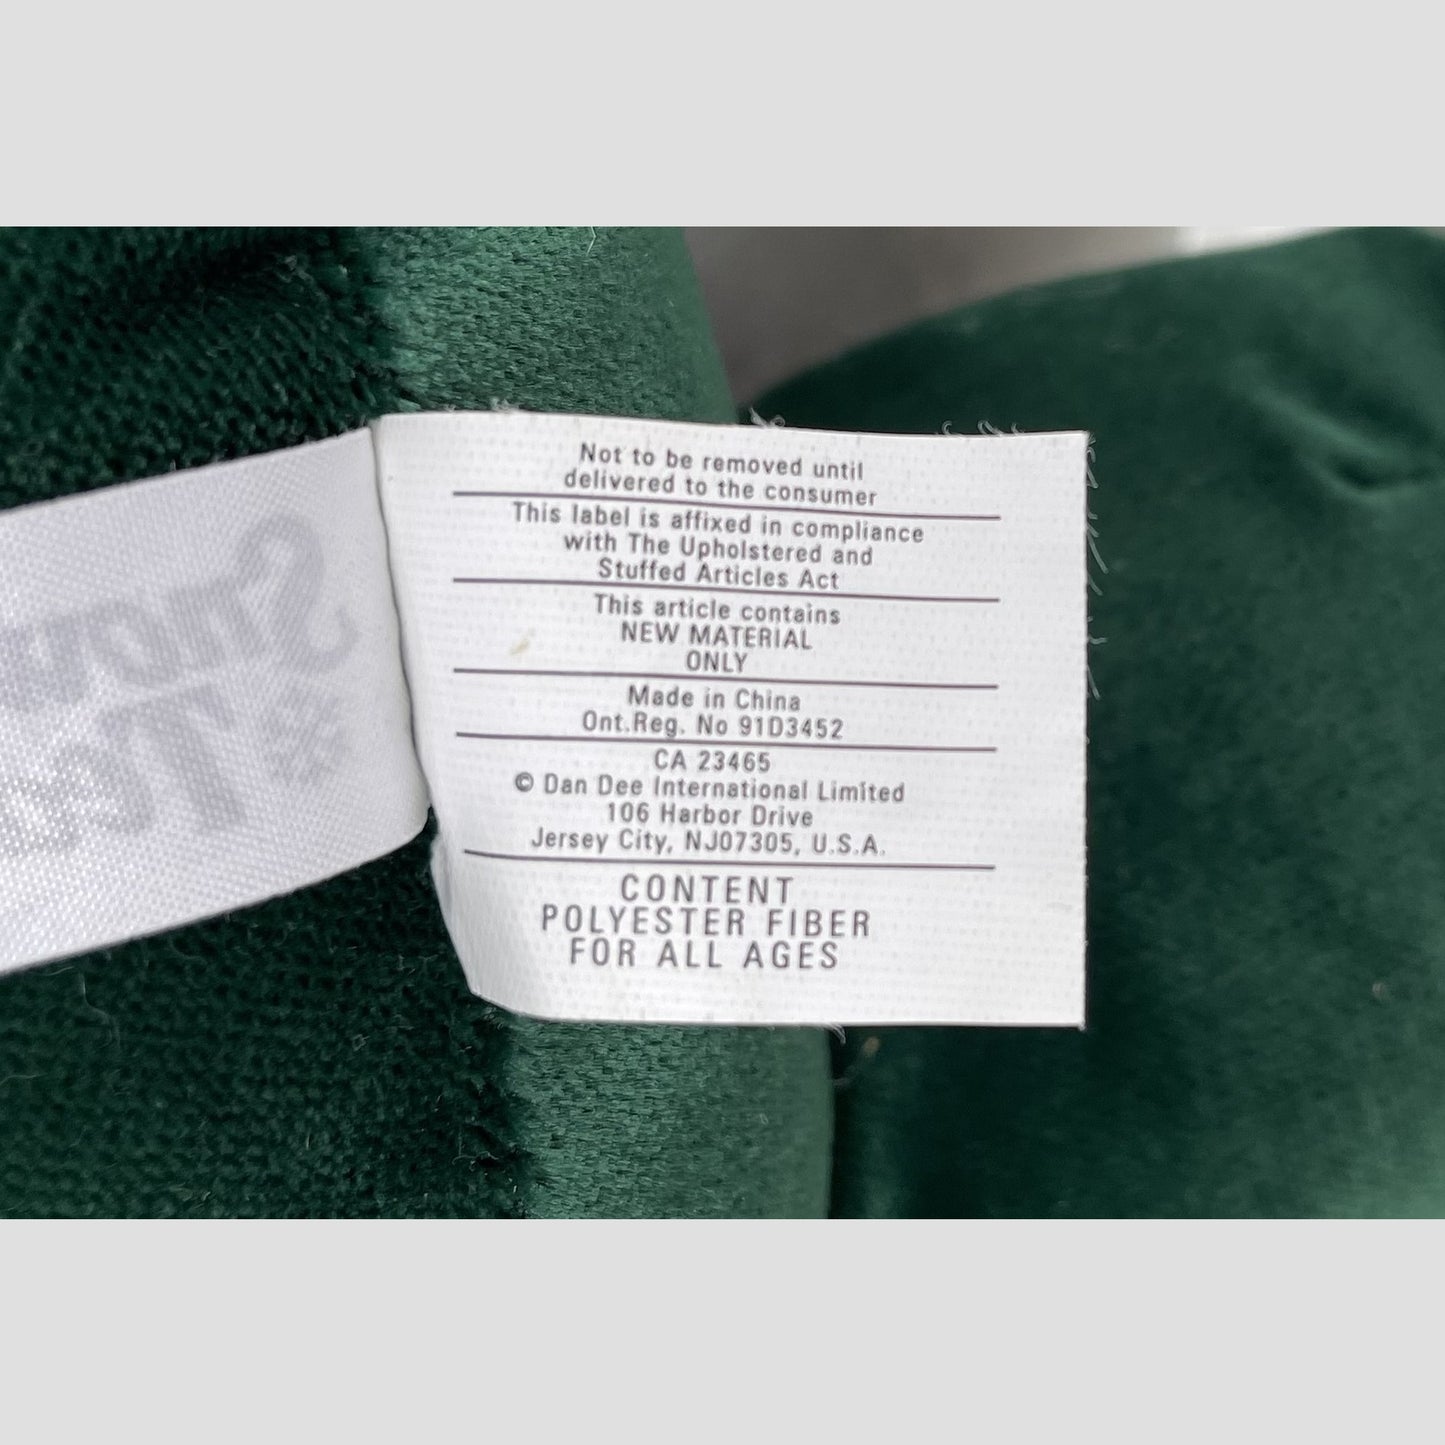 Not to be removed until
delivered to the consumer
This label is affixed in compliance
with The Upholstered and
Stuffed Articles Act
This article contains
NEW MATERIAL
ONLY
Made in China
Ont.Reg. No 91D3452
CA 23465
© Dan Dee International Limited
106 Harbor Drive
Jersey City, NJ07305, U.S.A.
CONTENT
POLYESTER FIBER
FOR ALL AGES